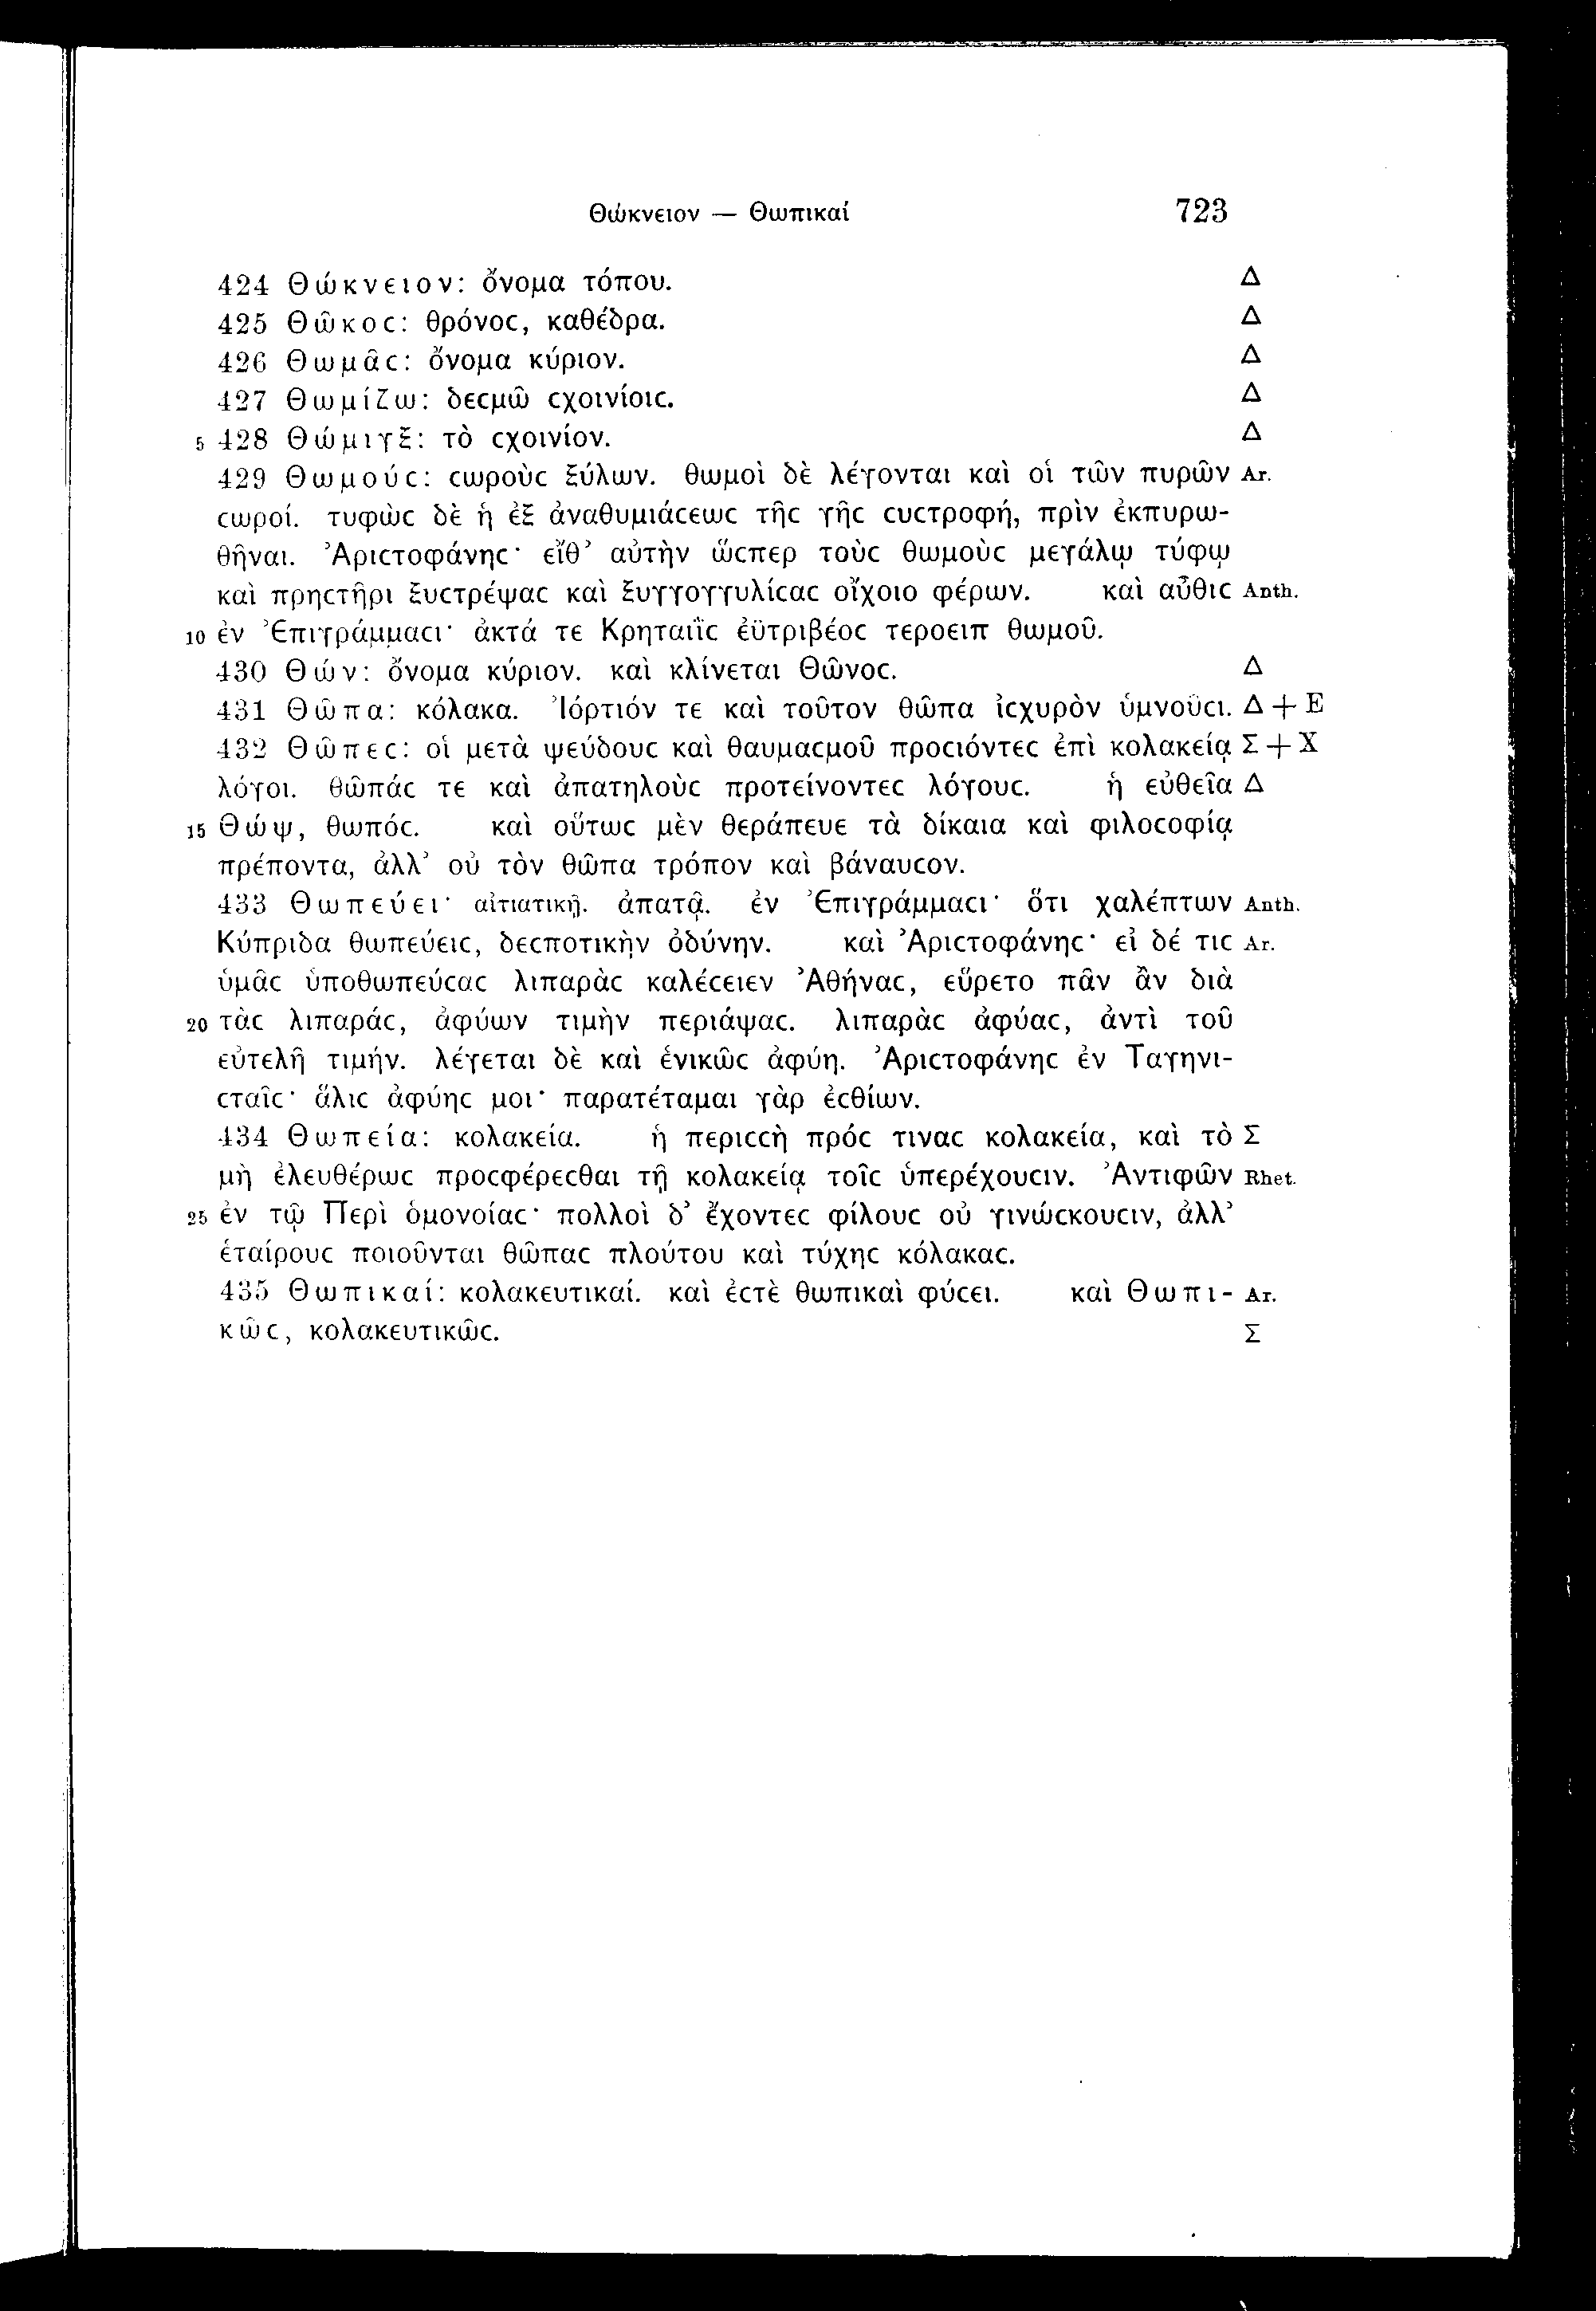 Θώκνειον — Θωπικαί 723
424 Θώκνειον: ὄνομα τόπου. Δ
425 Θῶκοϲ: θρόνοϲ, καθέδρα. Δ
426 Θωμᾶϲ: ὄνομα κύριον. Δ
427 Θωμίζω: δεϲμῶ ϲχοινίοιϲ. Δ
5 428 Θώμιγξ: τὸ ϲχοινίον. Δ
429 Θωμούϲ: ϲωροὺϲ ξύλων. θωμοὶ δὲ λέγονται καὶ οἱ τῶν πυρῶν Ar.
ϲωροί. τυφὼϲ δὲ ἡ ἐξ ἀναθυμιάϲεωϲ τῆϲ γῆϲ ϲυϲτροφή, πρὶν ἐκπυρω-
θῆναι. Ἀριϲτοφάνηϲ· εἴθ’ αὐτὴν ὥϲπερ τοὺϲ θωμοὺϲ μεγάλῳ τύφῳ
καὶ πρηϲτῆρι ξυϲτρέψαϲ καὶ ξυγγογγυλίϲαϲ οἴχοιο φέρων. καὶ αὖθιϲ Anth.
10 ἐν Ἐπιγράμμαϲι· ἀκτά τε Κρηταιῒϲ ἐϋτριβέοϲ τεροειπ θωμοῦ.
430 Θών: ὄνομα κύριον. καὶ κλίνεται Θῶνοϲ. Δ
431 Θῶπα: κόλακα. Ἰόρτιόν τε καὶ τοῦτον θῶπα ἰϲχυρὸν ὑμνοῦϲι. Δ + E
432 Θῶπεϲ: οἱ μετὰ ψεύδουϲ καὶ θαυμαϲμοῦ προϲιόντεϲ ἐπὶ κολακείᾳ Σ + X
λόγοι. θῶπάϲ τε καὶ ἀπατηλοὺϲ προτείνοντεϲ λόγουϲ. ἡ εὐθεῖα Δ
15 Θώψ, θωπόϲ. καὶ οὕτωϲ μὲν θεράπευε τὰ δίκαια καὶ φιλοϲοφίᾳ
πρέποντα, ἀλλ’ οὐ τὸν θῶπα τρόπον καὶ βάναυϲον.
433 Θωπεύει· αἰτιατικῇ. ἀπατᾷ. ἐν Ἐπιγράμμαϲι· ὅτι χαλέπτων Anth.
Κύπριδα θωπεύειϲ, δεϲποτικὴν ὀδύνην. καὶ Ἀριϲτοφάνηϲ· εἰ δέ τιϲ Ar.
ὑμᾶϲ ὑποθωπεύϲαϲ λιπαρὰϲ καλέϲειεν Ἀθήναϲ, εὕρετο πᾶν ἂν διὰ
20 τὰϲ λιπαράϲ, ἀφύων τιμὴν περιάψαϲ. λιπαρὰϲ ἀφύαϲ, ἀντὶ τοῦ
εὐτελῆ τιμήν. λέγεται δὲ καὶ ἑνικῶϲ ἀφύη. Ἀριϲτοφάνηϲ ἐν Ταγηνι-
ϲταῖϲ· ἅλιϲ ἀφύηϲ μοι· παρατέταμαι γὰρ ἐϲθίων.
434 Θωπεία: κολακεία. ἡ περιϲϲὴ πρόϲ τιναϲ κολακεία, καὶ τὸ Σ
μὴ ἐλευθέρωϲ προϲφέρεϲθαι τῇ κολακείᾳ τοῖϲ ὑπερέχουϲιν. Ἀντιφῶν Rhet.
25 ἐν τῷ Περὶ ὁμονοίαϲ· πολλοὶ δ’ ἔχοντεϲ φίλουϲ οὐ γινώϲκουϲιν, ἀλλ’
ἑταίρουϲ ποιοῦνται θῶπαϲ πλούτου καὶ τύχηϲ κόλακαϲ.
435 Θωπικαί: κολακευτικαί. καὶ ἐϲτὲ θωπικαὶ φύϲει. καὶ Θωπι- Ar.
κῶϲ, κολακευτικῶϲ. Σ